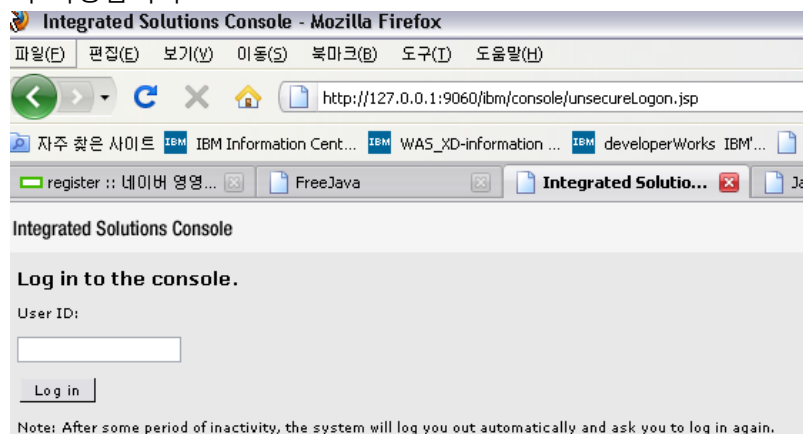 Integrated Solutions Console - Mozilla Firefox
파일(F) 편집(E) 보기(V) 이동(S) 북마크(B) 도구(T) 도움말(H)
http://127.0.0.1:9060/ibm/console/unsecureLogon.jsp
자주 찾은 사이트 IBM IBM Information Cent... IBM WAS_XD-information ... IBM developerWorks IBM'...
register :: 네이버 영영... FreeJava Integrated Solutio... Ja
Integrated Solutions Console
Log in to the console.
User ID:
Log in
Note: After some period of inactivity, the system will log you out automatically and ask you to log in again.